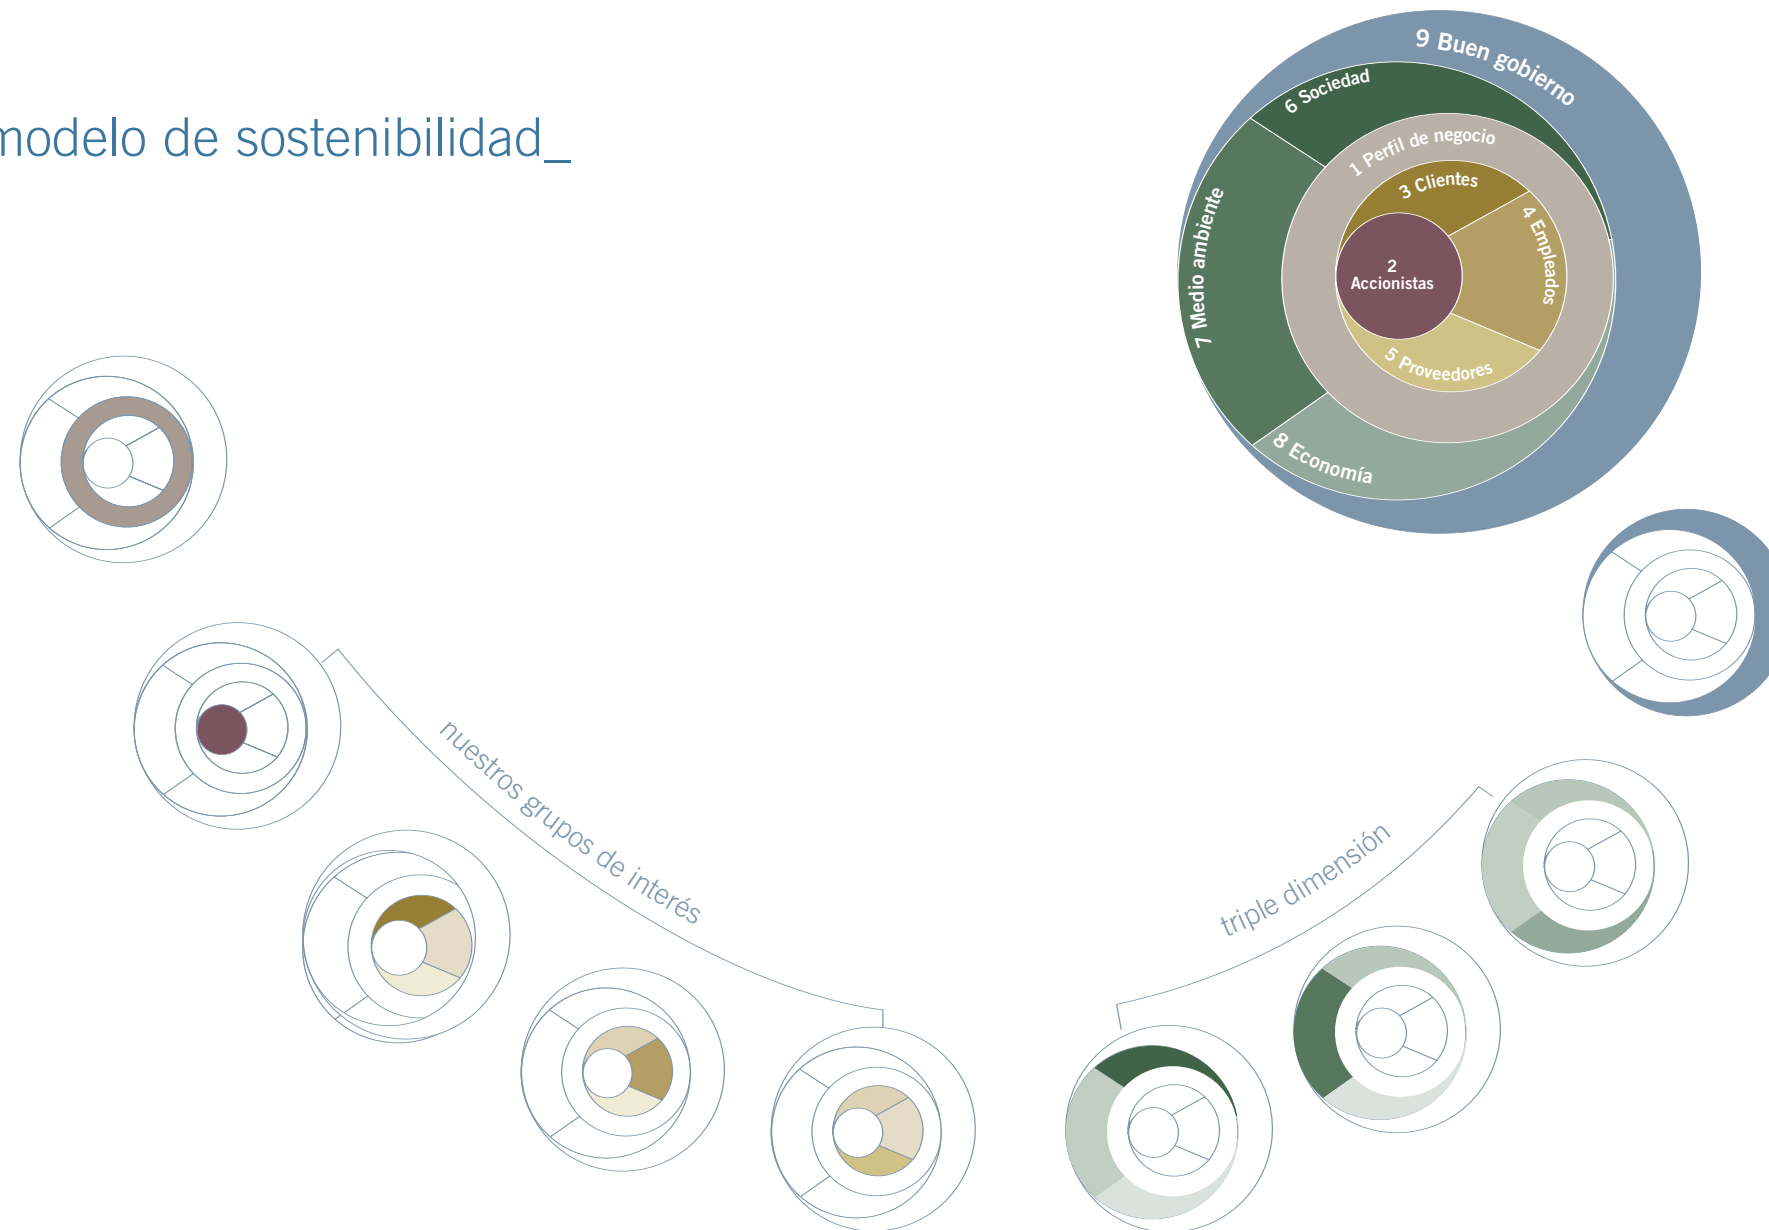 modelo de sostenibilidad_
9 Buen gobierno
6 Sociedad
1 Perfil de negocio
3 Clientes
4 Empleados
7 Medio ambiente
2
Accionistas
5 Proveedores
8 Economía
nuestros grupos de interés
triple dimensión